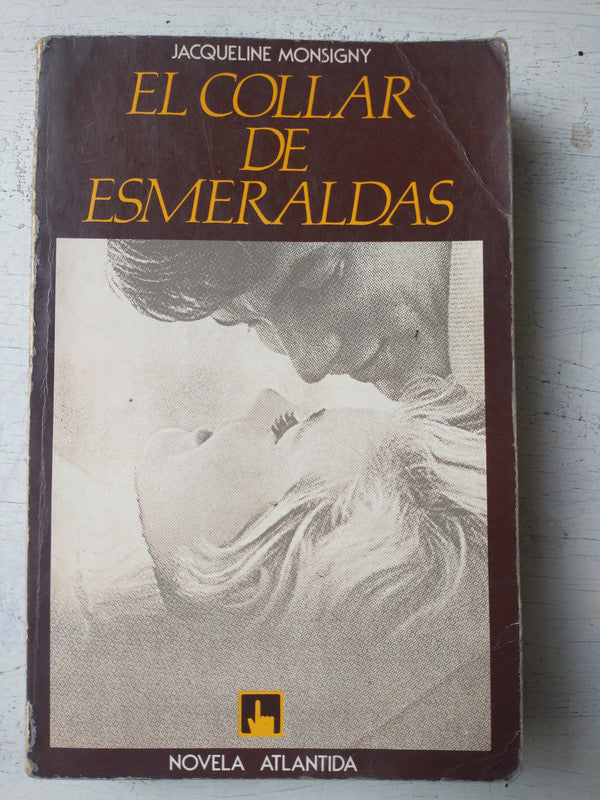 JACQUELINE MONSIGNY
EL COLLAR
DE
ESMERALDAS
NOVELA ATLANTIDA